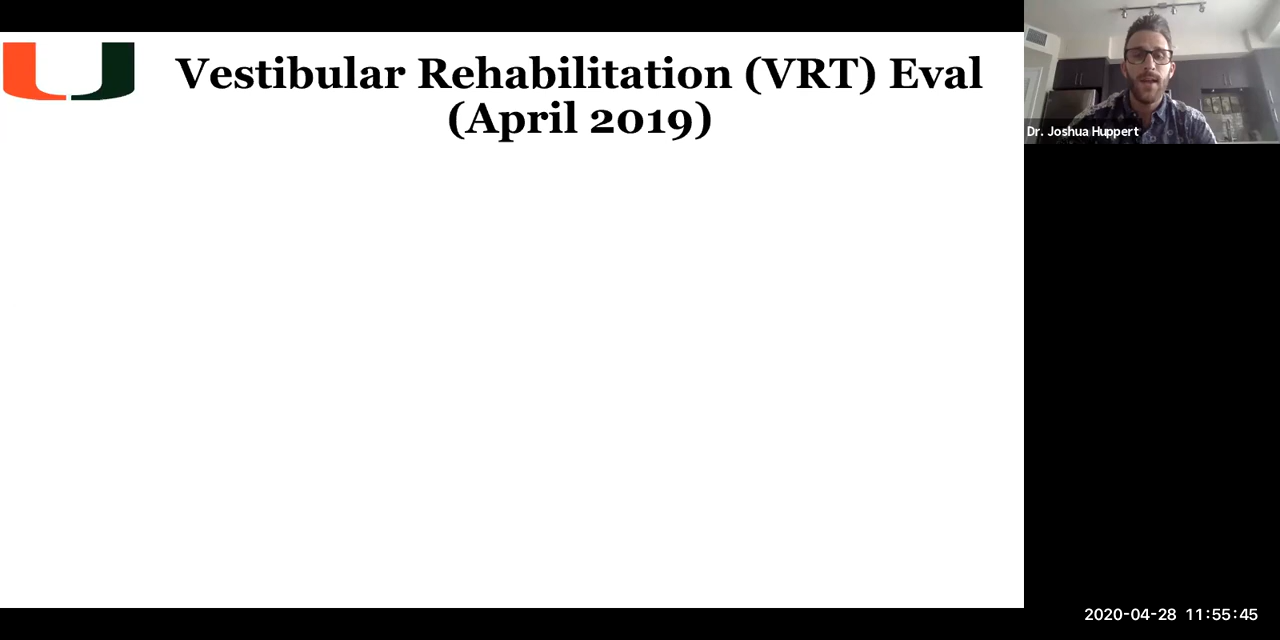 Vestibular Rehabilitation (VRT) Eval
(April 2019)
Dr. Joshua Huppert
2020-04-28 11:55:45